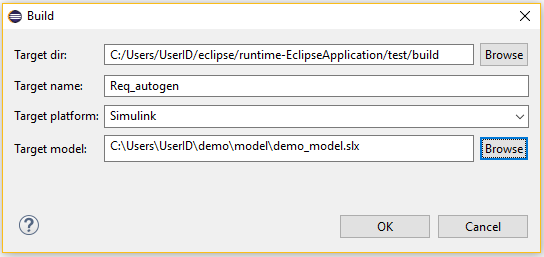 Build
Target dir: C:/Users/UserID/eclipse/runtime-EclipseApplication/test/build Browse
Target name: Req_autogen
Target platform: Simulink
Target model: C:\Users\UserID\demo\model\demo_model.slx Browse
? OK Cancel